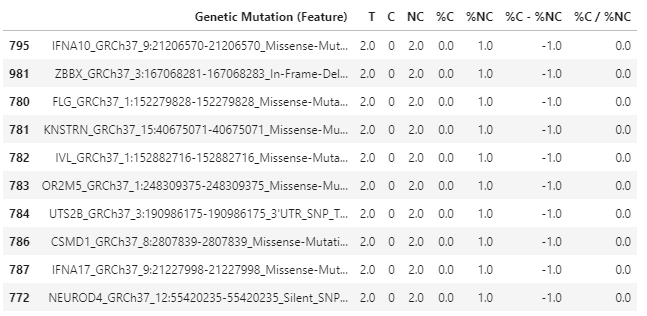 Genetic Mutation (Feature) T C NC %C %NC %C - %NC %C / %NC
795 IFNA10_GRCh37_9:21206570-21206570_Missense-Mut... 2.0 0 2.0 0.0 1.0 -1.0 0.0
981 ZBBX_GRCh37_3:167068281-167068283_In-Frame-Del... 2.0 0 2.0 0.0 1.0 -1.0 0.0
780 FLG_GRCh37_1:152279828-152279828_Missense-Muta... 2.0 0 2.0 0.0 1.0 -1.0 0.0
781 KNSTRN_GRCh37_15:40675071-40675071_Missense-Mu... 2.0 0 2.0 0.0 1.0 -1.0 0.0
782 IVL_GRCh37_1:152882716-152882716_Missense-Muta... 2.0 0 2.0 0.0 1.0 -1.0 0.0
783 OR2M5_GRCh37_1:248309375-248309375_Missense-Mu... 2.0 0 2.0 0.0 1.0 -1.0 0.0
784 UTS2B_GRCh37_3:190986175-190986175_3'UTR_SNP_T... 2.0 0 2.0 0.0 1.0 -1.0 0.0
786 CSMD1_GRCh37_8:2807839-2807839_Missense-Mutati... 2.0 0 2.0 0.0 1.0 -1.0 0.0
787 IFNA17_GRCh37_9:21227998-21227998_Missense-Mut... 2.0 0 2.0 0.0 1.0 -1.0 0.0
772 NEUROD4_GRCh37_12:55420235-55420235_Silent_SNP... 2.0 0 2.0 0.0 1.0 -1.0 0.0